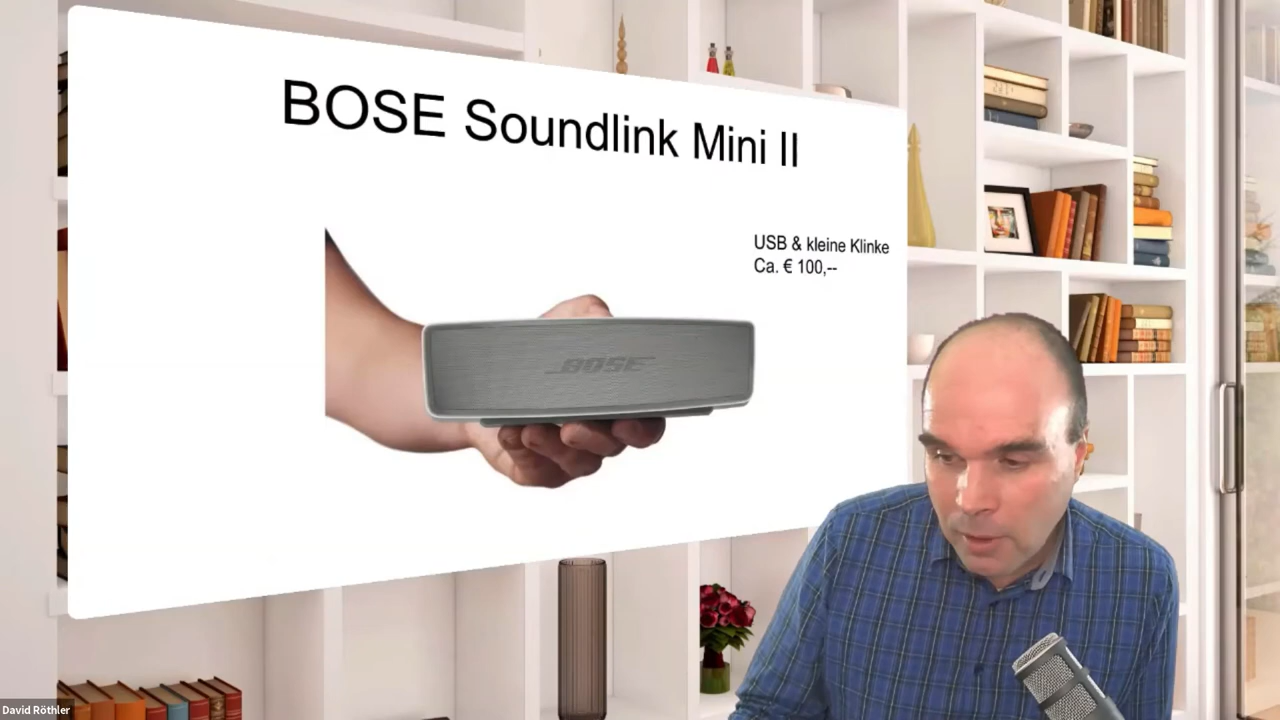 BOSE Soundlink Mini II
USB & kleine Klinke
Ca. € 100,--
BOSE
David Röthler